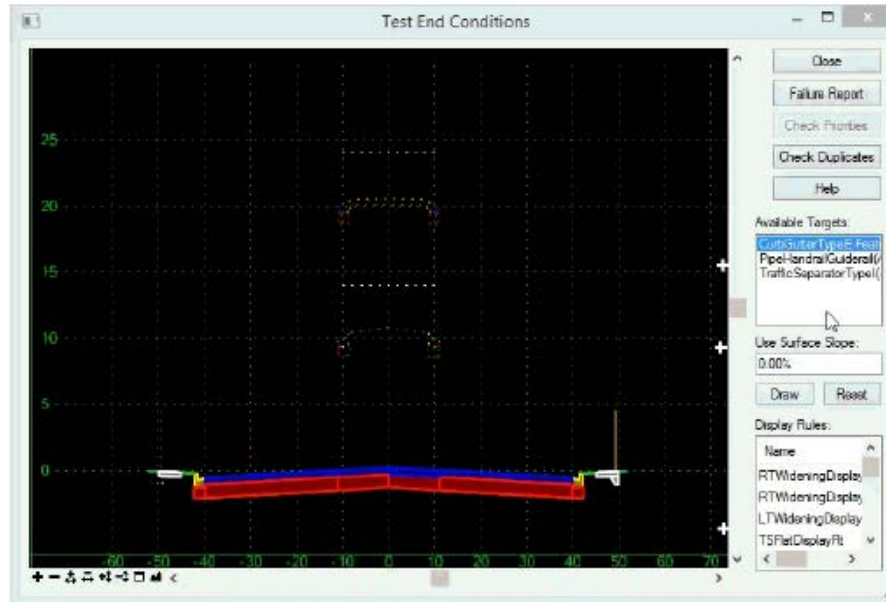 Test End Conditions
Close
Failure Report
Check Priorities
Check Duplicates
Help
Available Targets:
CurbGutterTypeE Feat
PipeHandrailGuiderail(
TrafficSeparatorTypeI(
Use Surface Slope:
0.00%
Draw Reset
Display Rules:
Name
RTWideningDisplay
RTWideningDisplay
LTWideningDisplay
TSFlatDisplayRt
25
20
15
10
5
0
-60 -50 -40 -30 -20 -10 0 10 20 30 40 50 60 70